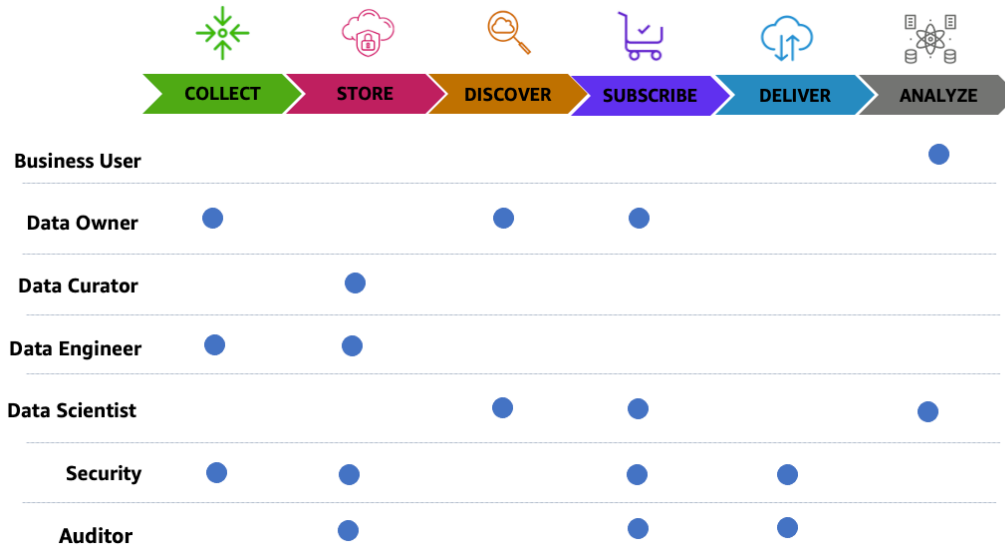 COLLECT STORE DISCOVER SUBSCRIBE DELIVER ANALYZE
Business User
Data Owner
Data Curator
Data Engineer
Data Scientist
Security
Auditor